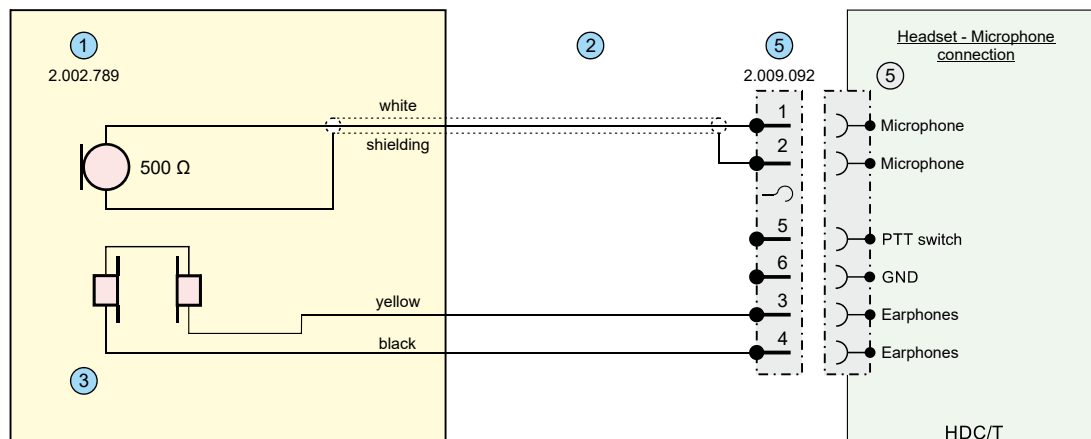 1
2.002.789
2
5
2.009.092
Headset - Microphone
connection
5
white
shielding
500 Ω
1
Microphone
2
Microphone
5
PTT switch
6
GND
yellow
3
Earphones
black
4
Earphones
3
HDC/T